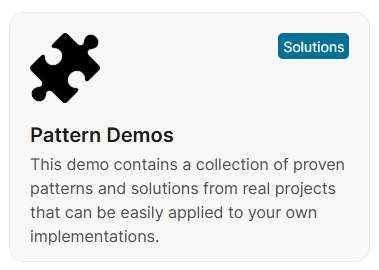 Solutions
Pattern Demos
This demo contains a collection of proven
patterns and solutions from real projects
that can be easily applied to your own
implementations.